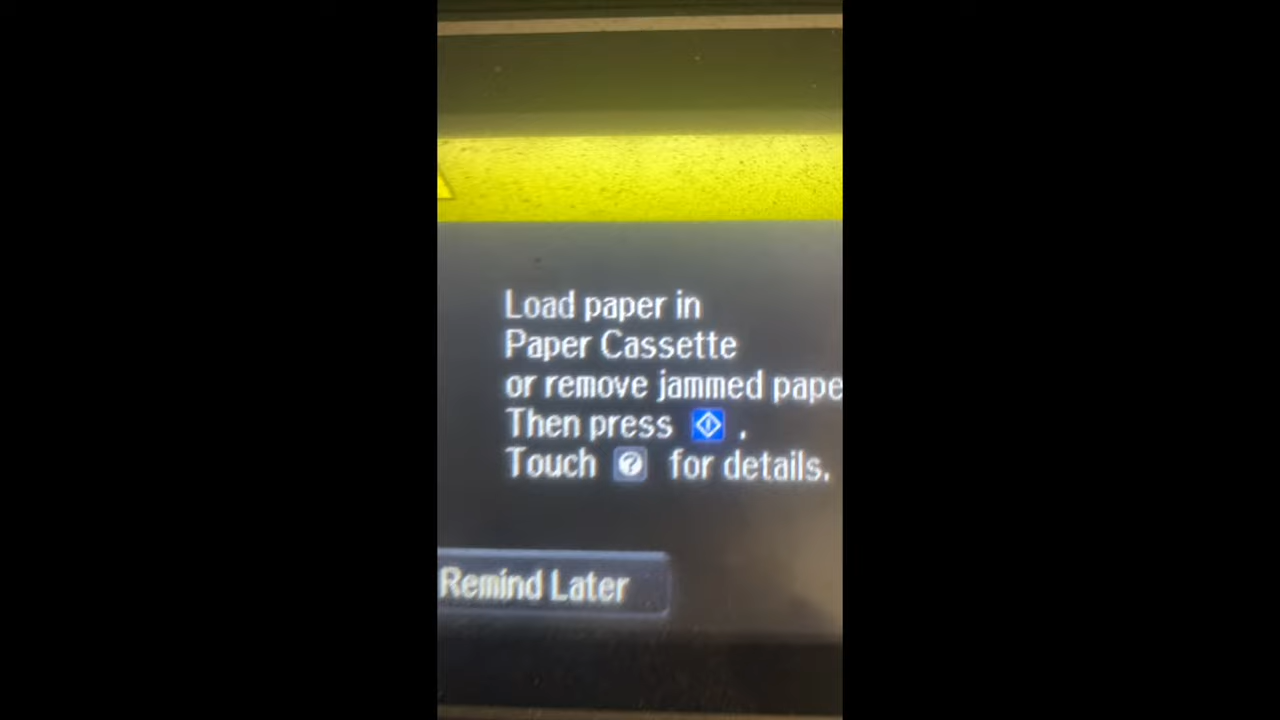 Load paper in
Paper Cassette
or remove jammed pape
Then press .
Touch for details.
Remind Later